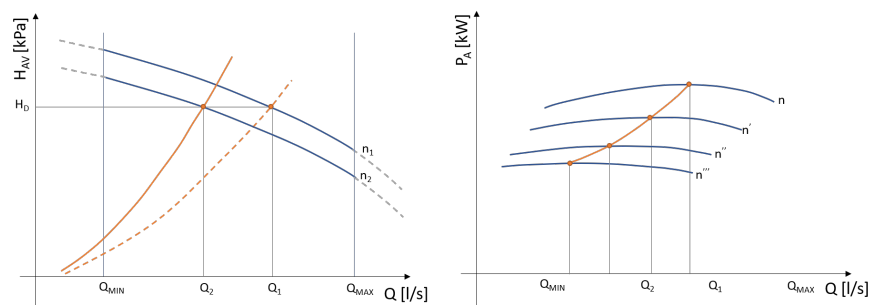 H_AV [kPa]
H_D
n_1
n_2
Q_MIN
Q_2
Q_1
Q_MAX
Q [l/s]
P_A [kW]
n
n'
n''
n'''
Q_MIN
Q_2
Q_1
Q_MAX
Q [l/s]